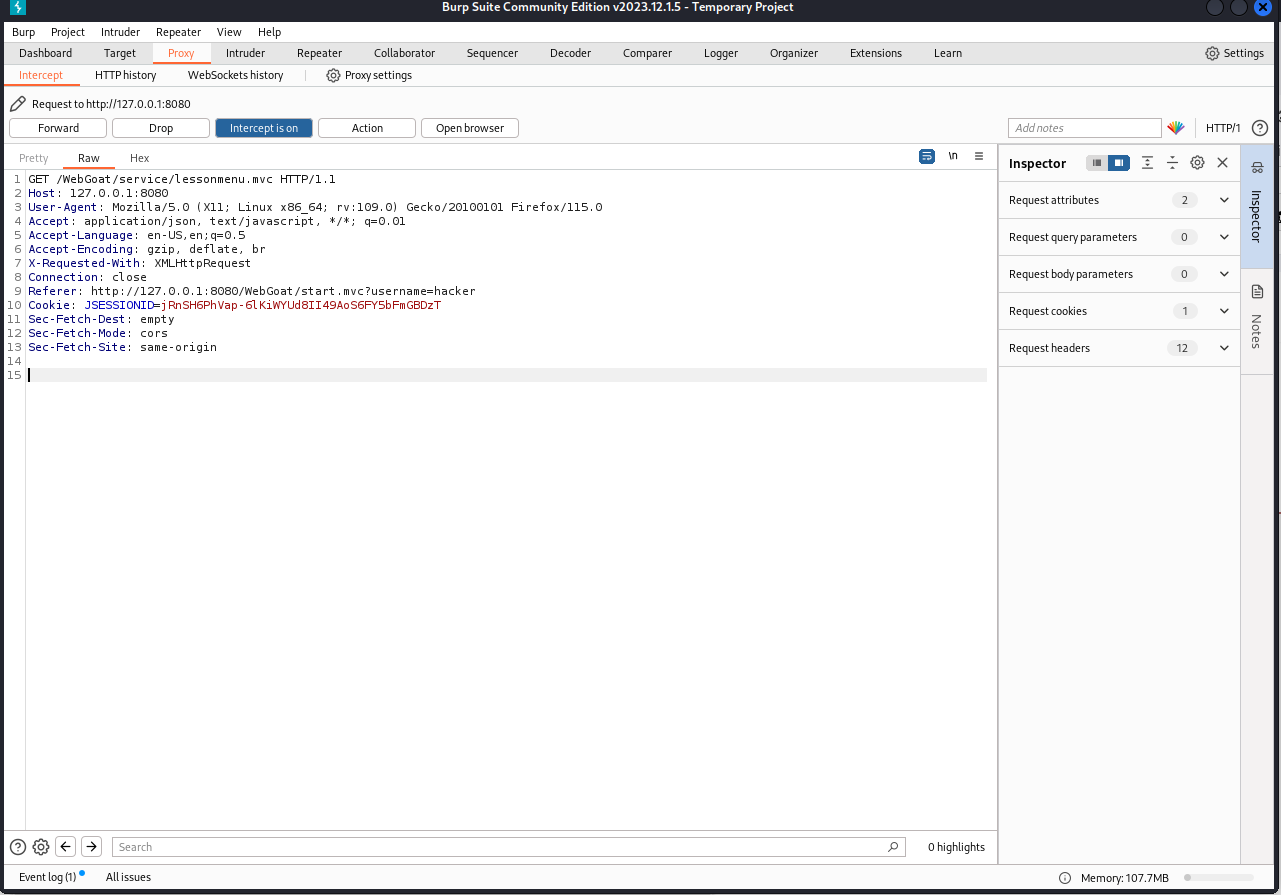 Burp Suite Community Edition v2023.12.1.5 - Temporary Project
Burp Project Intruder Repeater View Help
Dashboard Target Proxy Intruder Repeater Collaborator Sequencer Decoder Comparer Logger Organizer Extensions Learn Settings
Intercept HTTP history WebSockets history Proxy settings
Request to http://127.0.0.1:8080
Forward Drop Intercept is on Action Open browser Add notes HTTP/1
Pretty Raw Hex \n
Inspector
1 GET /WebGoat/service/lessonmenu.mvc HTTP/1.1
2 Host: 127.0.0.1:8080
3 User-Agent: Mozilla/5.0 (X11; Linux x86_64; rv:109.0) Gecko/20100101 Firefox/115.0
4 Accept: application/json, text/javascript, */*; q=0.01
5 Accept-Language: en-US,en;q=0.5
6 Accept-Encoding: gzip, deflate, br
7 X-Requested-With: XMLHttpRequest
8 Connection: close
9 Referer: http://127.0.0.1:8080/WebGoat/start.mvc?username=hacker
10 Cookie: JSESSIONID=jRnSH6PhVap-6lKiWYUd8II49AoS6FY5bFmGBDzT
11 Sec-Fetch-Dest: empty
12 Sec-Fetch-Mode: cors
13 Sec-Fetch-Site: same-origin
14
15
Request attributes 2
Request query parameters 0
Request body parameters 0
Request cookies 1
Request headers 12
Inspector
Notes
Search 0 highlights
Event log (1) All issues Memory: 107.7MB